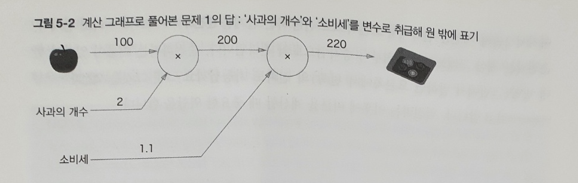 그림 5-2 계산 그래프로 풀어본 문제 1의 답 : '사과의 개수'와 '소비세'를 변수로 취급해 원 밖에 표기
100
200
220
×
×
사과의 개수
2
소비세
1.1